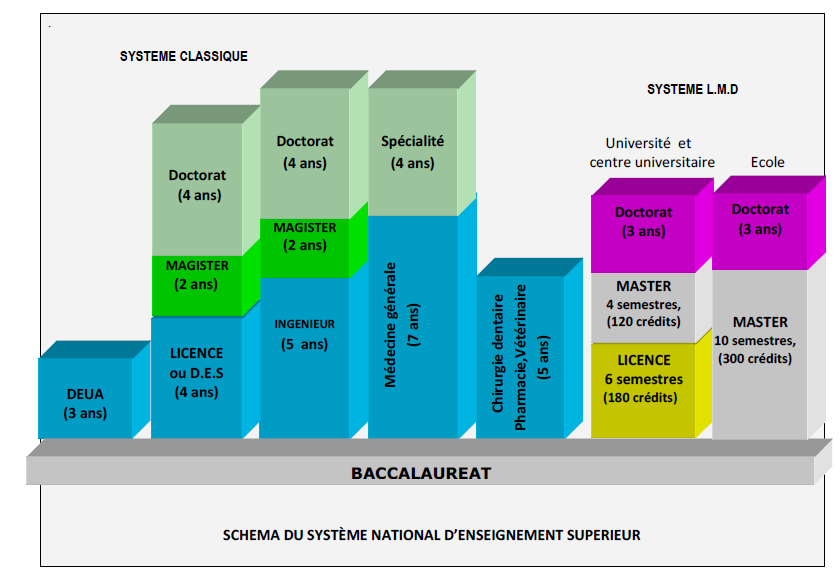 .
SYSTEME CLASSIQUE
SYSTEME L.M.D
Université et
centre universitaire
Ecole
DEUA
(3 ans)
Doctorat
(4 ans)
MAGISTER
(2 ans)
LICENCE
ou D.E.S
(4 ans)
Doctorat
(4 ans)
MAGISTER
(2 ans)
INGENIEUR
(5 ans)
Spécialité
(4 ans)
Médecine générale
(7 ans)
Chirurgie dentaire
Pharmacie,Vétérinaire
(5 ans)
Doctorat
(3 ans)
MASTER
4 semestres,
(120 crédits)
LICENCE
6 semestres
(180 crédits)
Doctorat
(3 ans)
MASTER
10 semestres,
(300 crédits)
BACCALAUREAT
SCHEMA DU SYSTÈME NATIONAL D'ENSEIGNEMENT SUPERIEUR